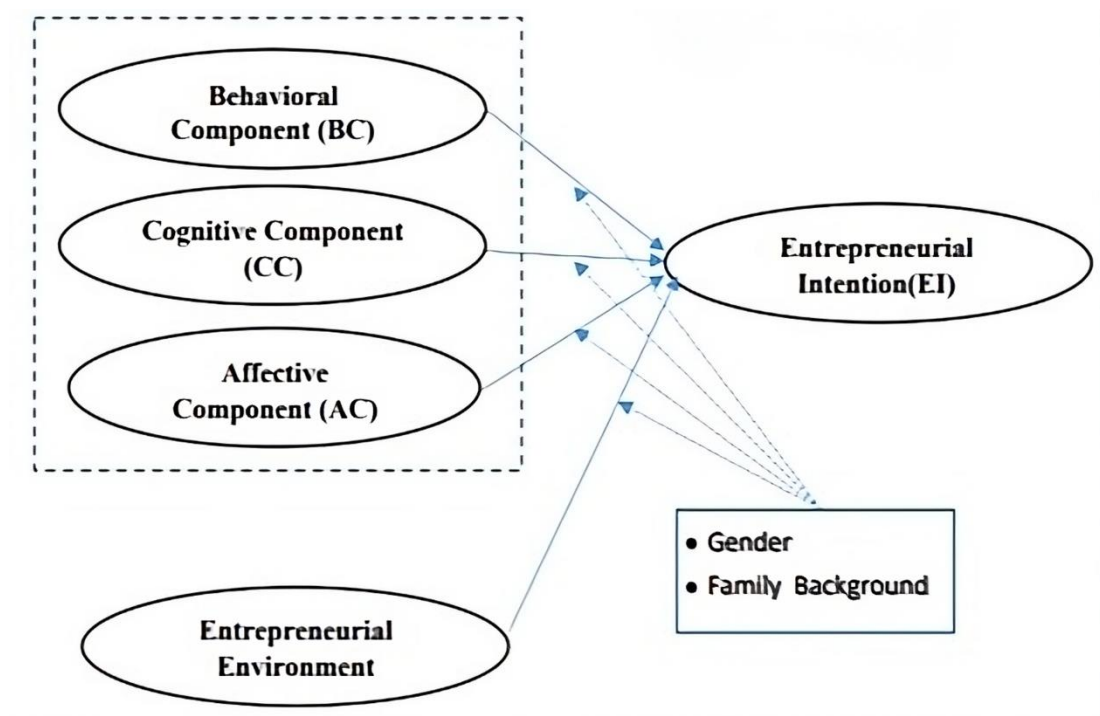 Behavioral
Component (BC)
Cognitive Component
(CC)
Affective
Component (AC)
Entrepreneurial
Environment
Entrepreneurial
Intention(EI)
• Gender
• Family Background